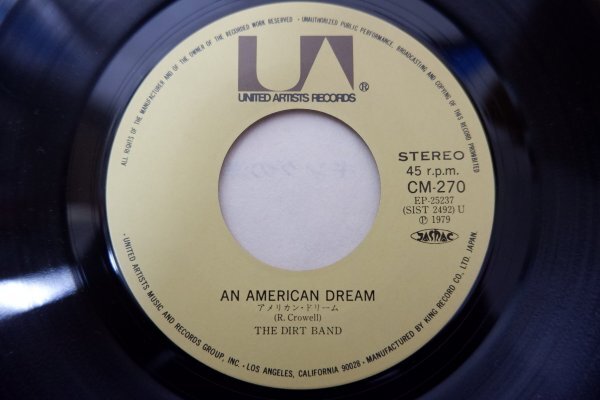 ALL RIGHTS OF THE MANUFACTURER AND OF THE OWNER OF THE RECORDED WORK RESERVED · UNAUTHORIZED PUBLIC PERFORMANCE, BROADCASTING AND COPYING OF THIS RECORD PROHIBITED
UA
®
UNITED ARTISTS RECORDS
STEREO
45 r.p.m.
CM-270
EP-25237
(SIST 2492) U
℗ 1979
JASRAC
AN AMERICAN DREAM
アメリカン・ドリーム
(R. Crowell)
THE DIRT BAND
· UNITED ARTISTS MUSIC AND RECORDS GROUP, INC. · LOS ANGELES, CALIFORNIA 90028 · MANUFACTURED BY KING RECORD CO., LTD. JAPAN.